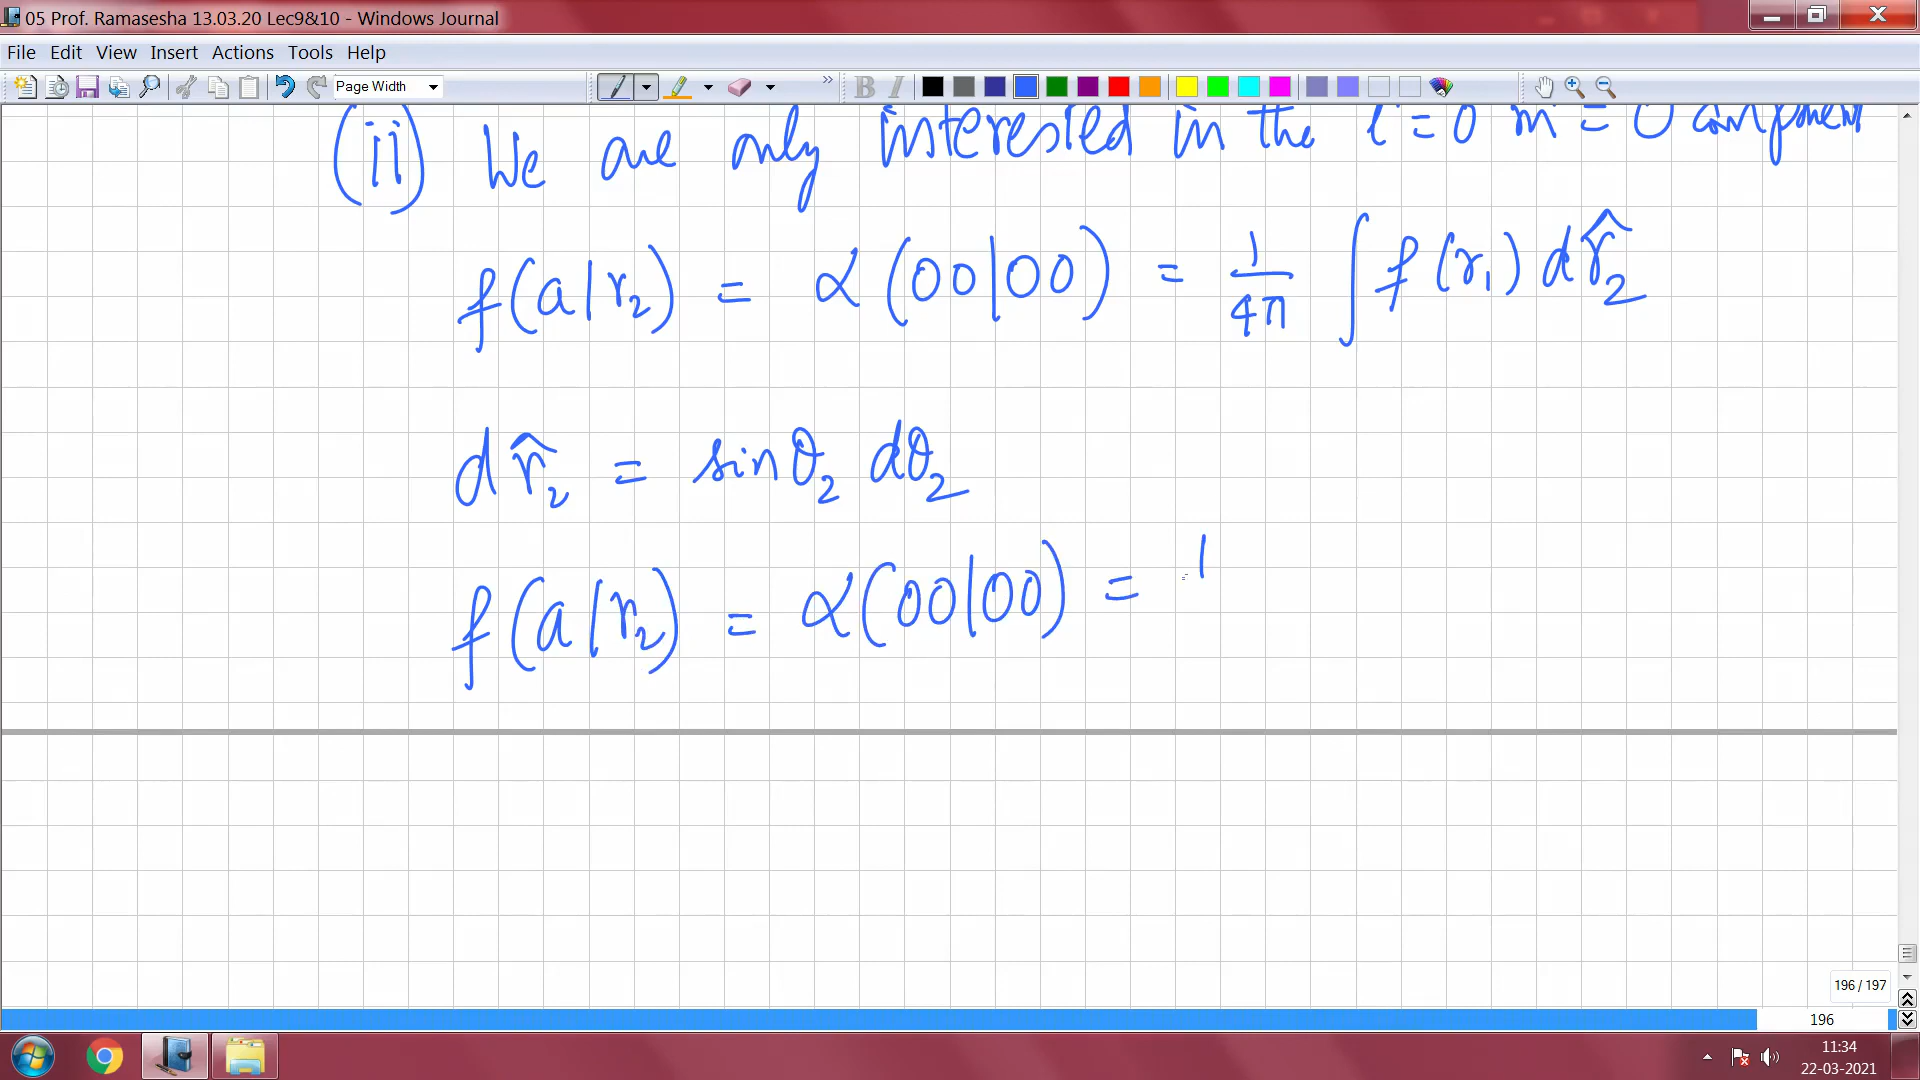 05 Prof. Ramasesha 13.03.20 Lec9&10 - Windows Journal
File Edit View Insert Actions Tools Help
Page Width
B I
(ii) We are only interested in the l = 0 m = 0 component
f(a|r₂) = α(00|00) = 1/4π ∫ f(r₁) dr̂₂
dr̂₂ = sinθ₂ dθ₂
f(a|r₂) = α(00|00) = 1
196 / 197
196
11:34
22-03-2021